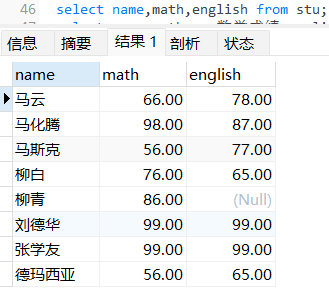 46 select name,math,english from stu;
信息 摘要 结果 1 剖析 状态
name math english
马云 66.00 78.00
马化腾 98.00 87.00
马斯克 56.00 77.00
柳白 76.00 65.00
柳青 86.00 (Null)
刘德华 99.00 99.00
张学友 99.00 99.00
德玛西亚 56.00 65.00